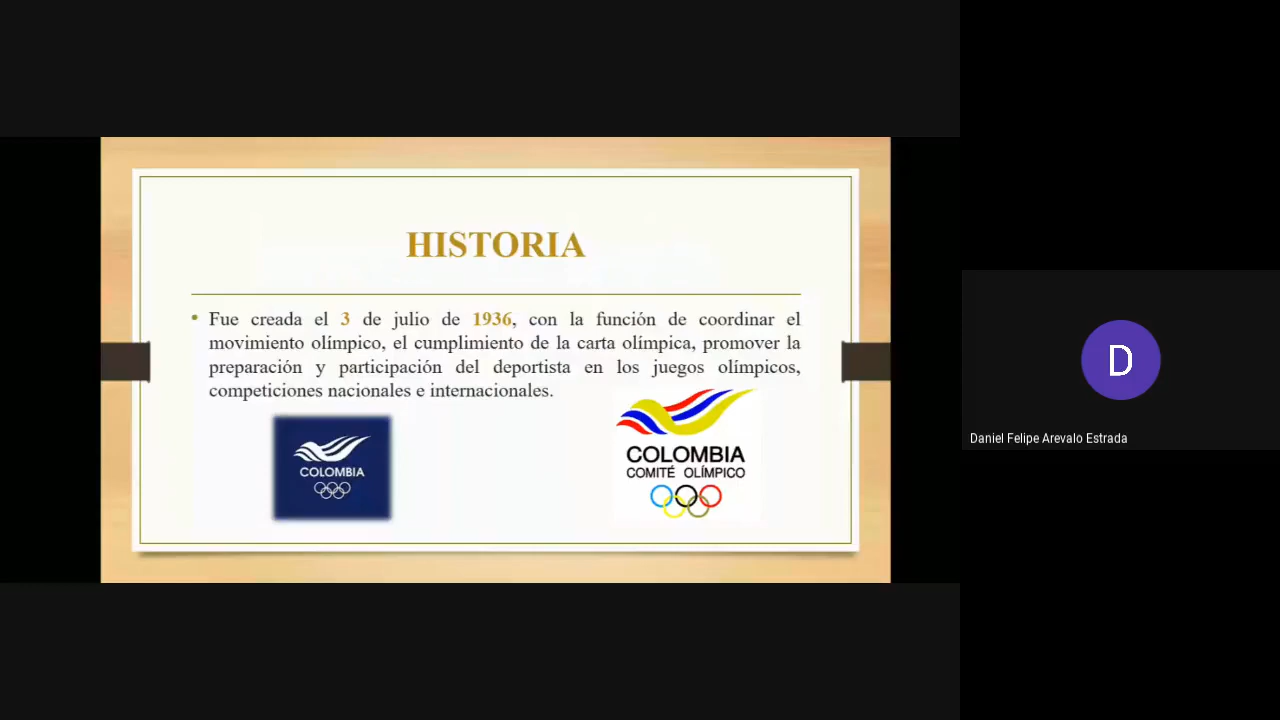 HISTORIA
• Fue creada el 3 de julio de 1936, con la función de coordinar el
movimiento olímpico, el cumplimiento de la carta olímpica, promover la
preparación y participación del deportista en los juegos olímpicos,
competiciones nacionales e internacionales.
COLOMBIA
COLOMBIA
COMITÉ OLÍMPICO
D
Daniel Felipe Arevalo Estrada